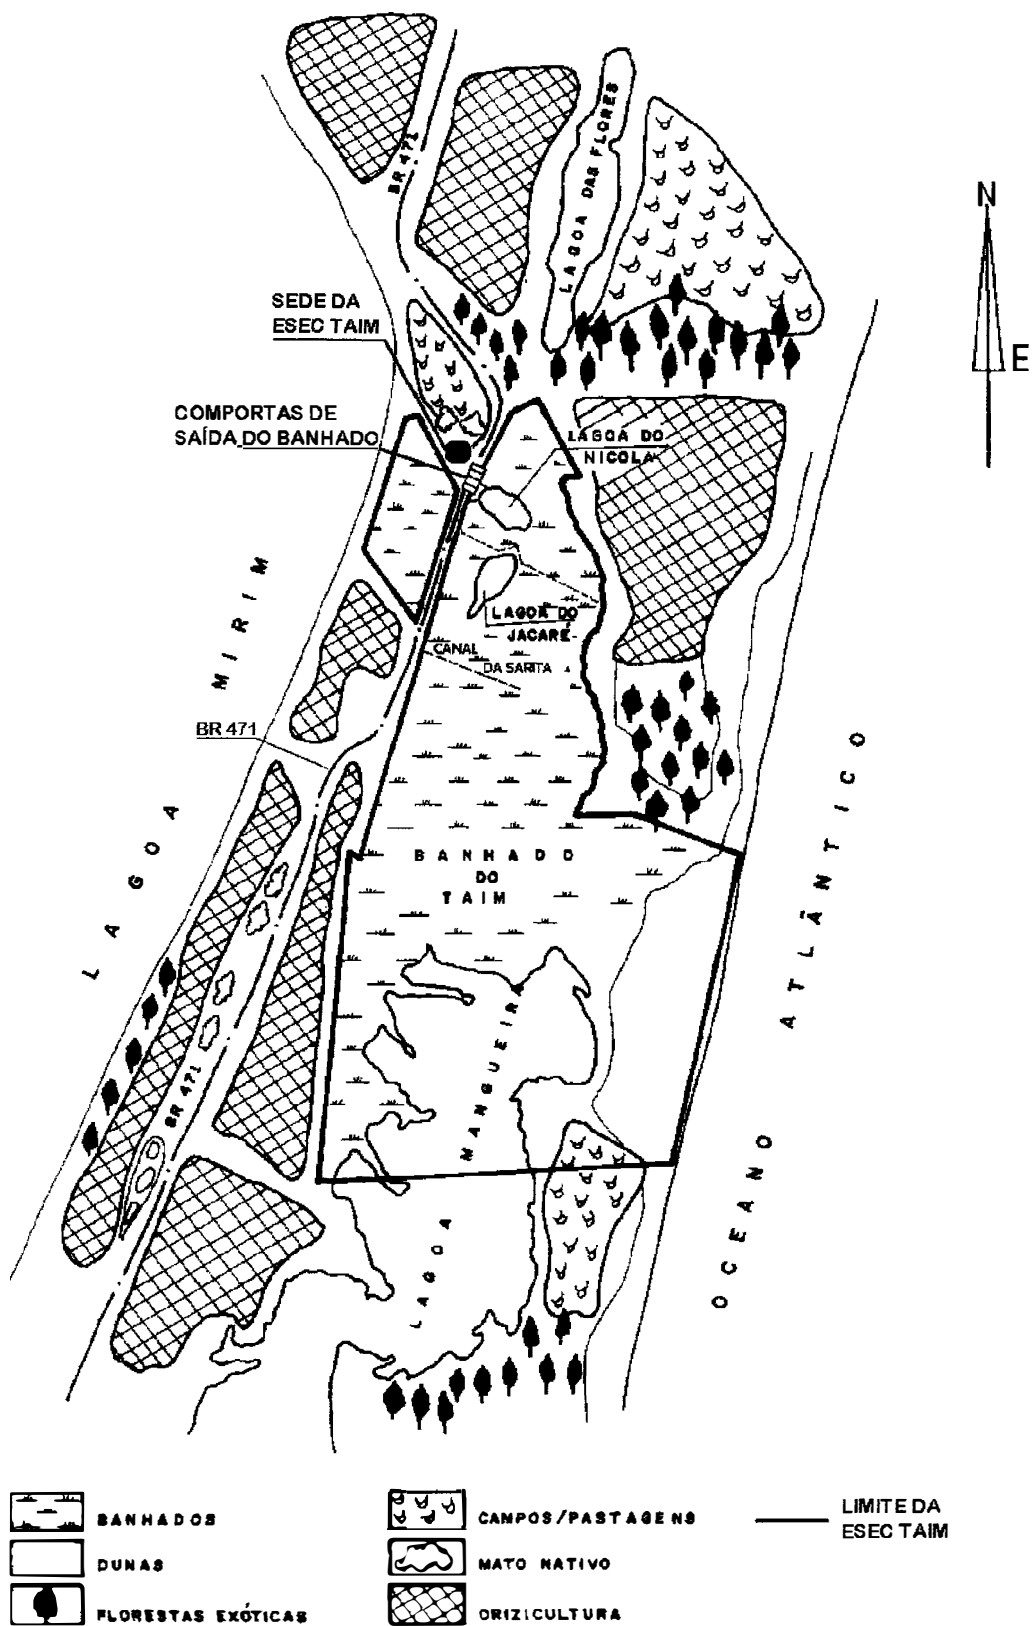 BR 471
LAGOA DAS FLORES
N
E
SEDE DA
ESEC TAIM
COMPORTAS DE
SAÍDA DO BANHADO
LAGOA DO
NICOLA
LAGOA DO
JACARÉ
CANAL
DA SARITA
LAGOA MIRIM
BR 471
BANHADO
DO
TAIM
OCEANO ATLÂNTICO
LAGOA MANGUEIRA
BR 471
BANHADOS
DUNAS
FLORESTAS EXÓTICAS
CAMPOS/PASTAGENS
MATO NATIVO
ORIZICULTURA
LIMITE DA
ESEC TAIM